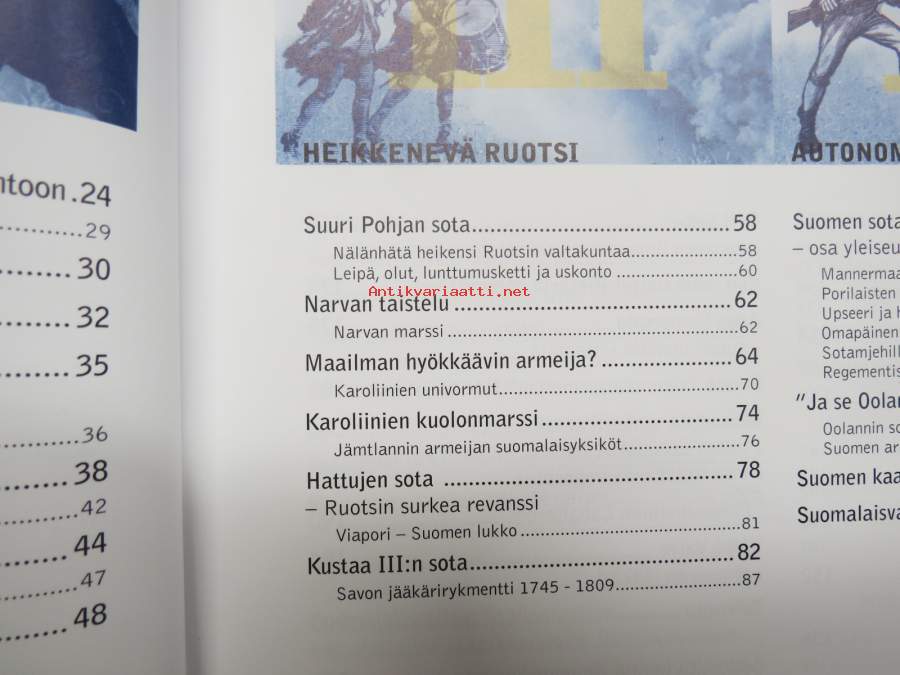 ntoon.24
29
30
32
35
36
38
42
44
47
48
III
HEIKKENEVÄ RUOTSI
Suuri Pohjan sota 58
Nälänhätä heikensi Ruotsin valtakuntaa 58
Leipä, olut, lunttumusketti ja uskonto 60
Antikvariaatti.net
Narvan taistelu 62
Narvan marssi 62
Maailman hyökkäävin armeija? 64
Karoliinien univormut 70
Karoliinien kuolonmarssi 74
Jämtlannin armeijan suomalaisyksiköt 76
Hattujen sota 78
– Ruotsin surkea revanssi
Viapori – Suomen lukko 81
Kustaa III:n sota 82
Savon jääkärirykmentti 1745 - 1809 87
AUTONOM
Suomen sota
– osa yleiseu
Mannermaa
Porilaisten
Upseeri ja h
Omapäinen
Sotamjehill
Regementis
"Ja se Oolan
Oolannin so
Suomen ar
Suomen kaa
Suomalaisva